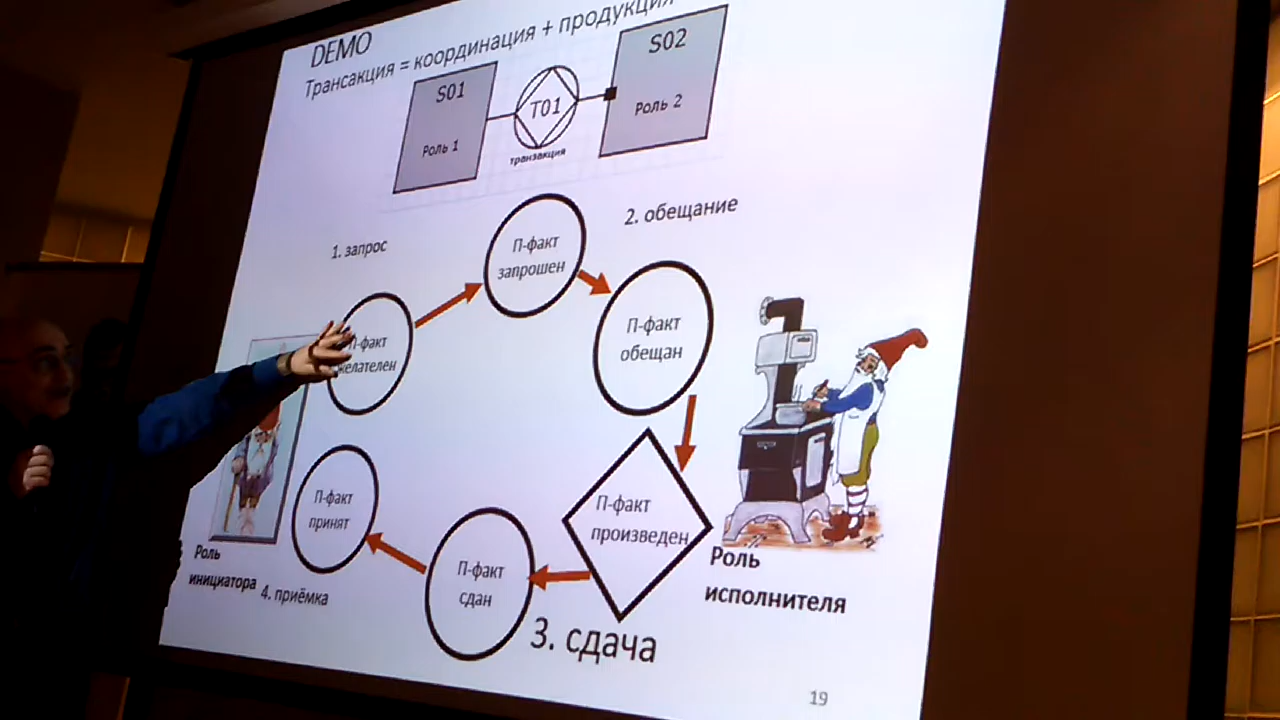 DEMO
Трансакция = координация + продукция
S01
Роль 1
T01
транзакция
S02
Роль 2
1. запрос
П-факт
запрошен
2. обещание
П-факт
желателен
П-факт
обещан
П-факт
принят
П-факт
сдан
П-факт
произведен
Роль
инициатора
4. приёмка
3. сдача
Роль
исполнителя
19